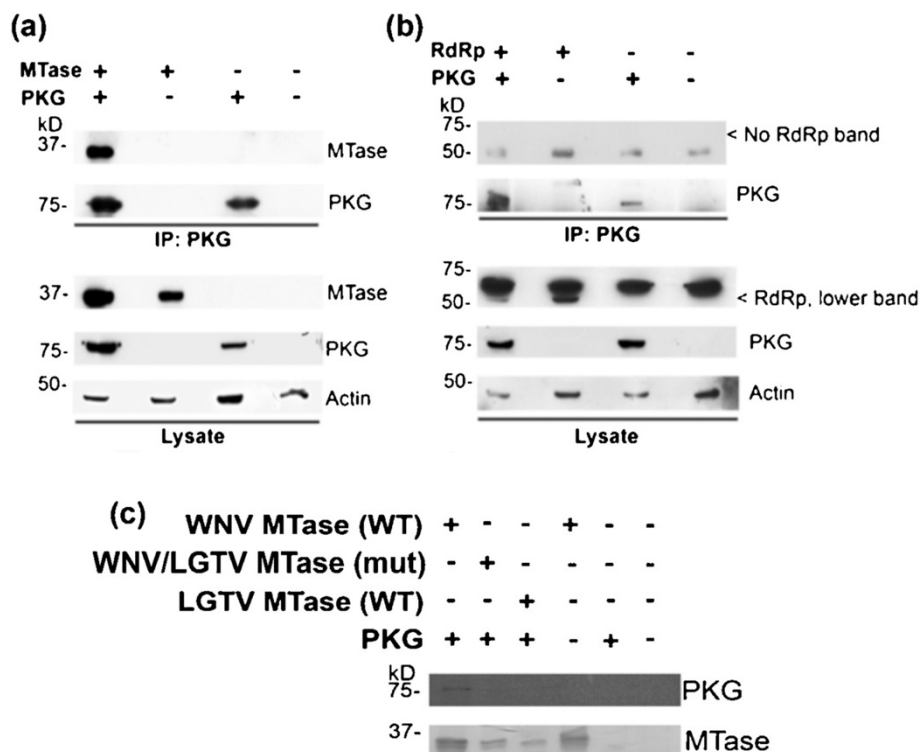 (a)
MTase + + - -
PKG + - + -
kD
37- MTase
75- PKG
IP: PKG
37- MTase
75- PKG
50- Actin
Lysate
(b)
RdRp + + - -
PKG + - + -
kD
75- < No RdRp band
50-
75- PKG
IP: PKG
75-
50- < RdRp, lower band
75- PKG
50- Actin
Lysate
(c)
WNV MTase (WT) + - - + - -
WNV/LGTV MTase (mut) - + - - - -
LGTV MTase (WT) - - + - - -
PKG + + + - + -
kD
75- PKG
37- MTase